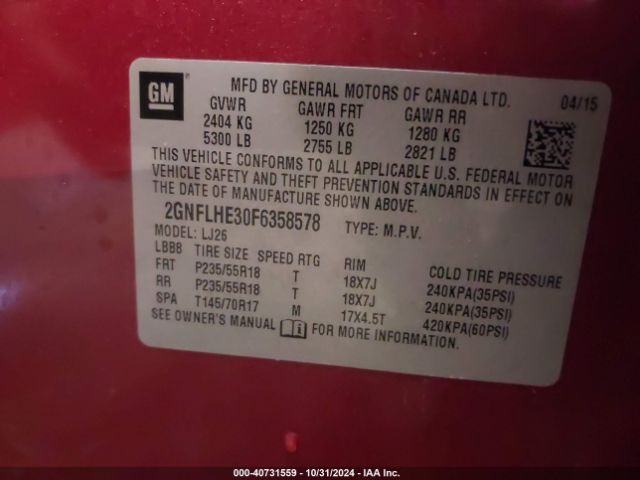 GM
MFD BY GENERAL MOTORS OF CANADA LTD. 04/15
GVWR GAWR FRT GAWR RR
2404 KG 1250 KG 1280 KG
5300 LB 2755 LB 2821 LB
THIS VEHICLE CONFORMS TO ALL APPLICABLE U.S. FEDERAL MOTOR
VEHICLE SAFETY AND THEFT PREVENTION STANDARDS IN EFFECT ON
THE DATE OF MANUFACTURE SHOWN ABOVE.
2GNFLHE30F6358578 TYPE: M.P.V.
MODEL: LJ26
LBB8 TIRE SIZE SPEED RTG RIM COLD TIRE PRESSURE
FRT P235/55R18 T 18X7J 240KPA(35PSI)
RR P235/55R18 T 18X7J 240KPA(35PSI)
SPA T145/70R17 M 17X4.5T 420KPA(60PSI)
SEE OWNER'S MANUAL FOR MORE INFORMATION.
000-40731559 - 10/31/2024 - IAA Inc.